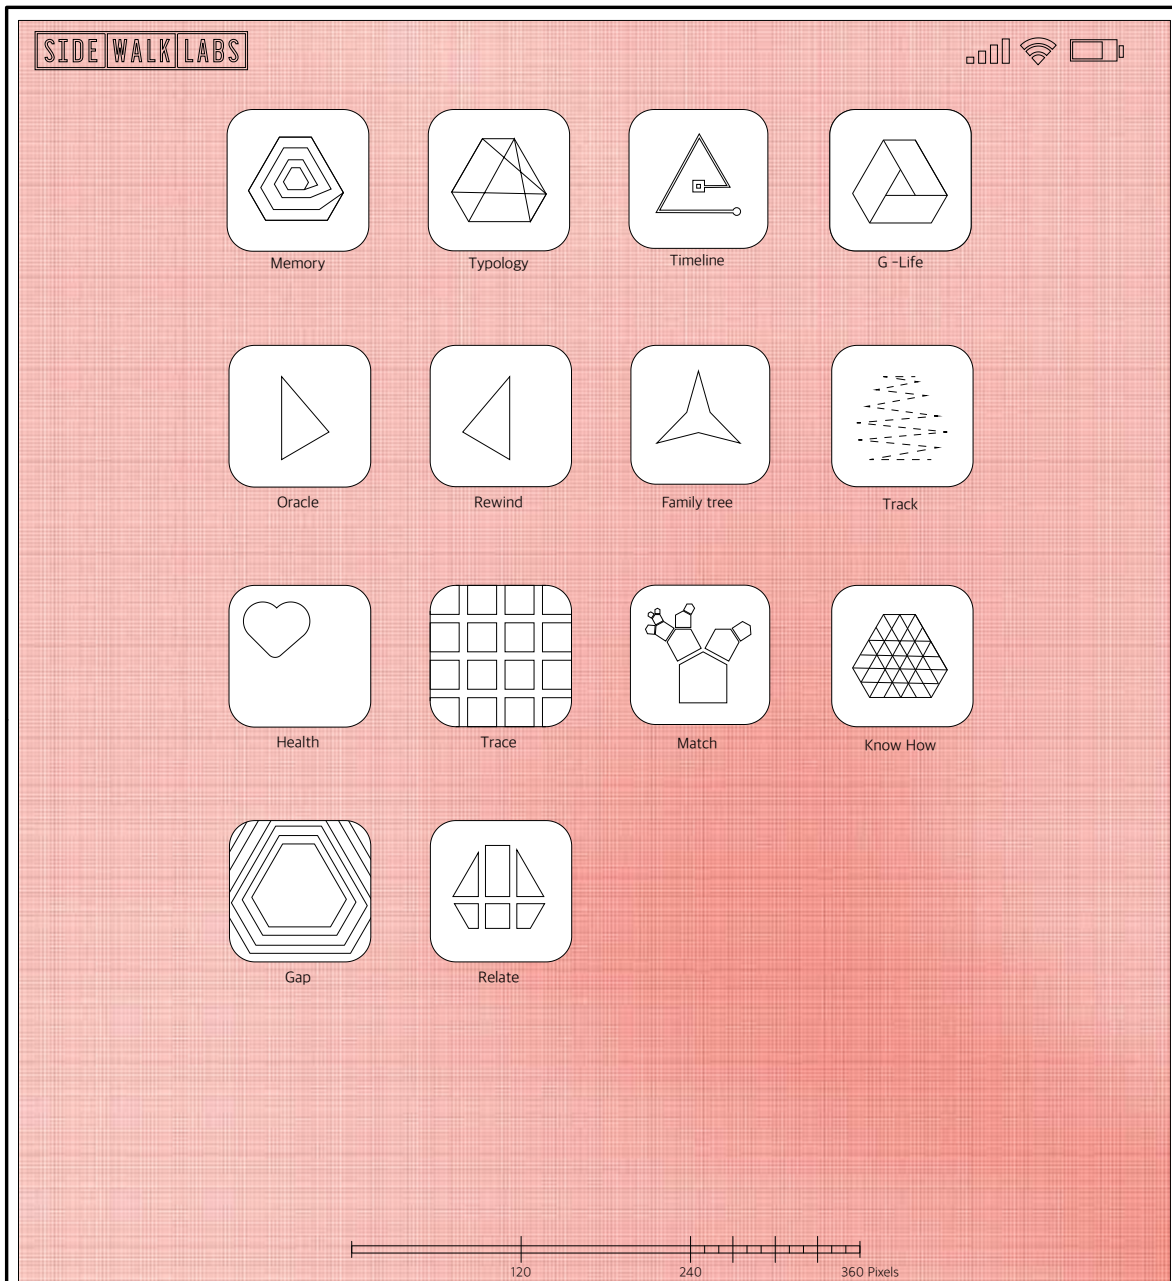 SIDE WALK LABS
Memory
Typology
Timeline
G -Life
Oracle
Rewind
Family tree
Track
Health
Trace
Match
Know How
Gap
Relate
120
240
360 Pixels